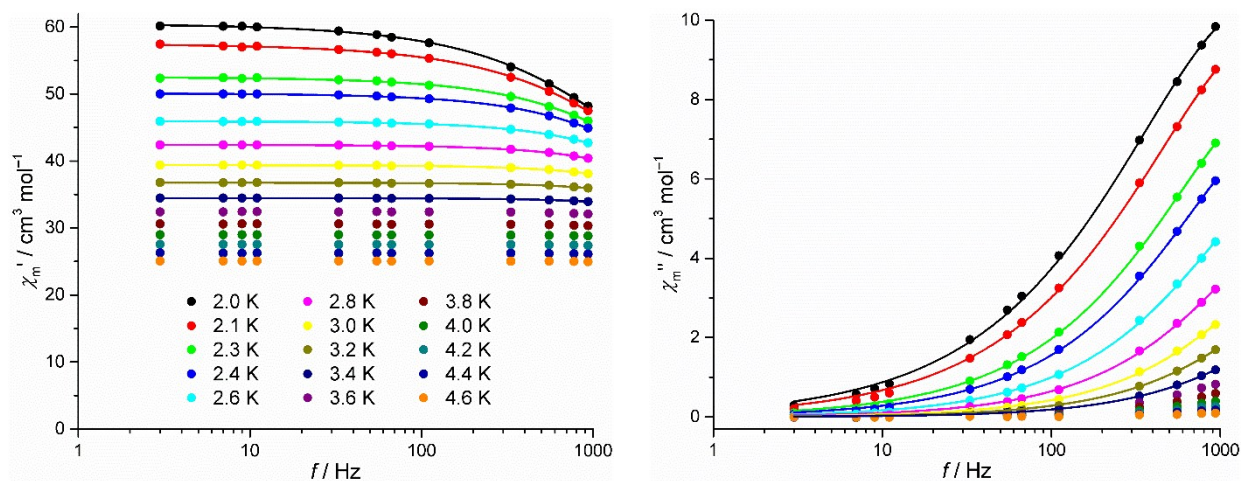 60
50
40
30
20
10
0
χm' / cm³ mol⁻¹
2.0 K 2.8 K 3.8 K
2.1 K 3.0 K 4.0 K
2.3 K 3.2 K 4.2 K
2.4 K 3.4 K 4.4 K
2.6 K 3.6 K 4.6 K
1 10 100 1000
f / Hz
10
8
6
4
2
0
χm'' / cm³ mol⁻¹
1 10 100 1000
f / Hz